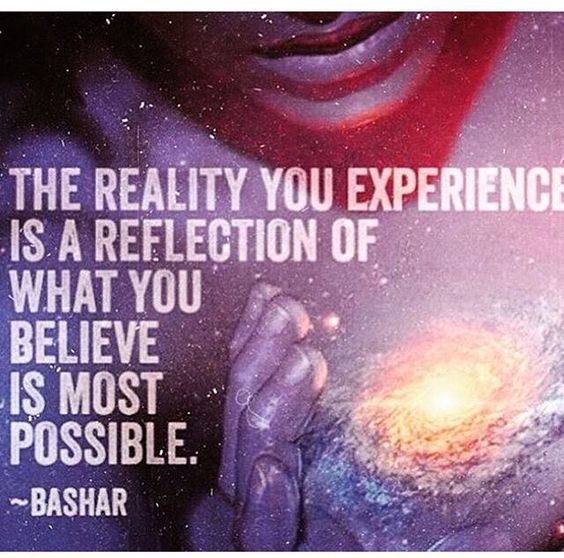 THE REALITY YOU EXPERIENCE
IS A REFLECTION OF
WHAT YOU
BELIEVE
IS MOST
POSSIBLE.
~BASHAR